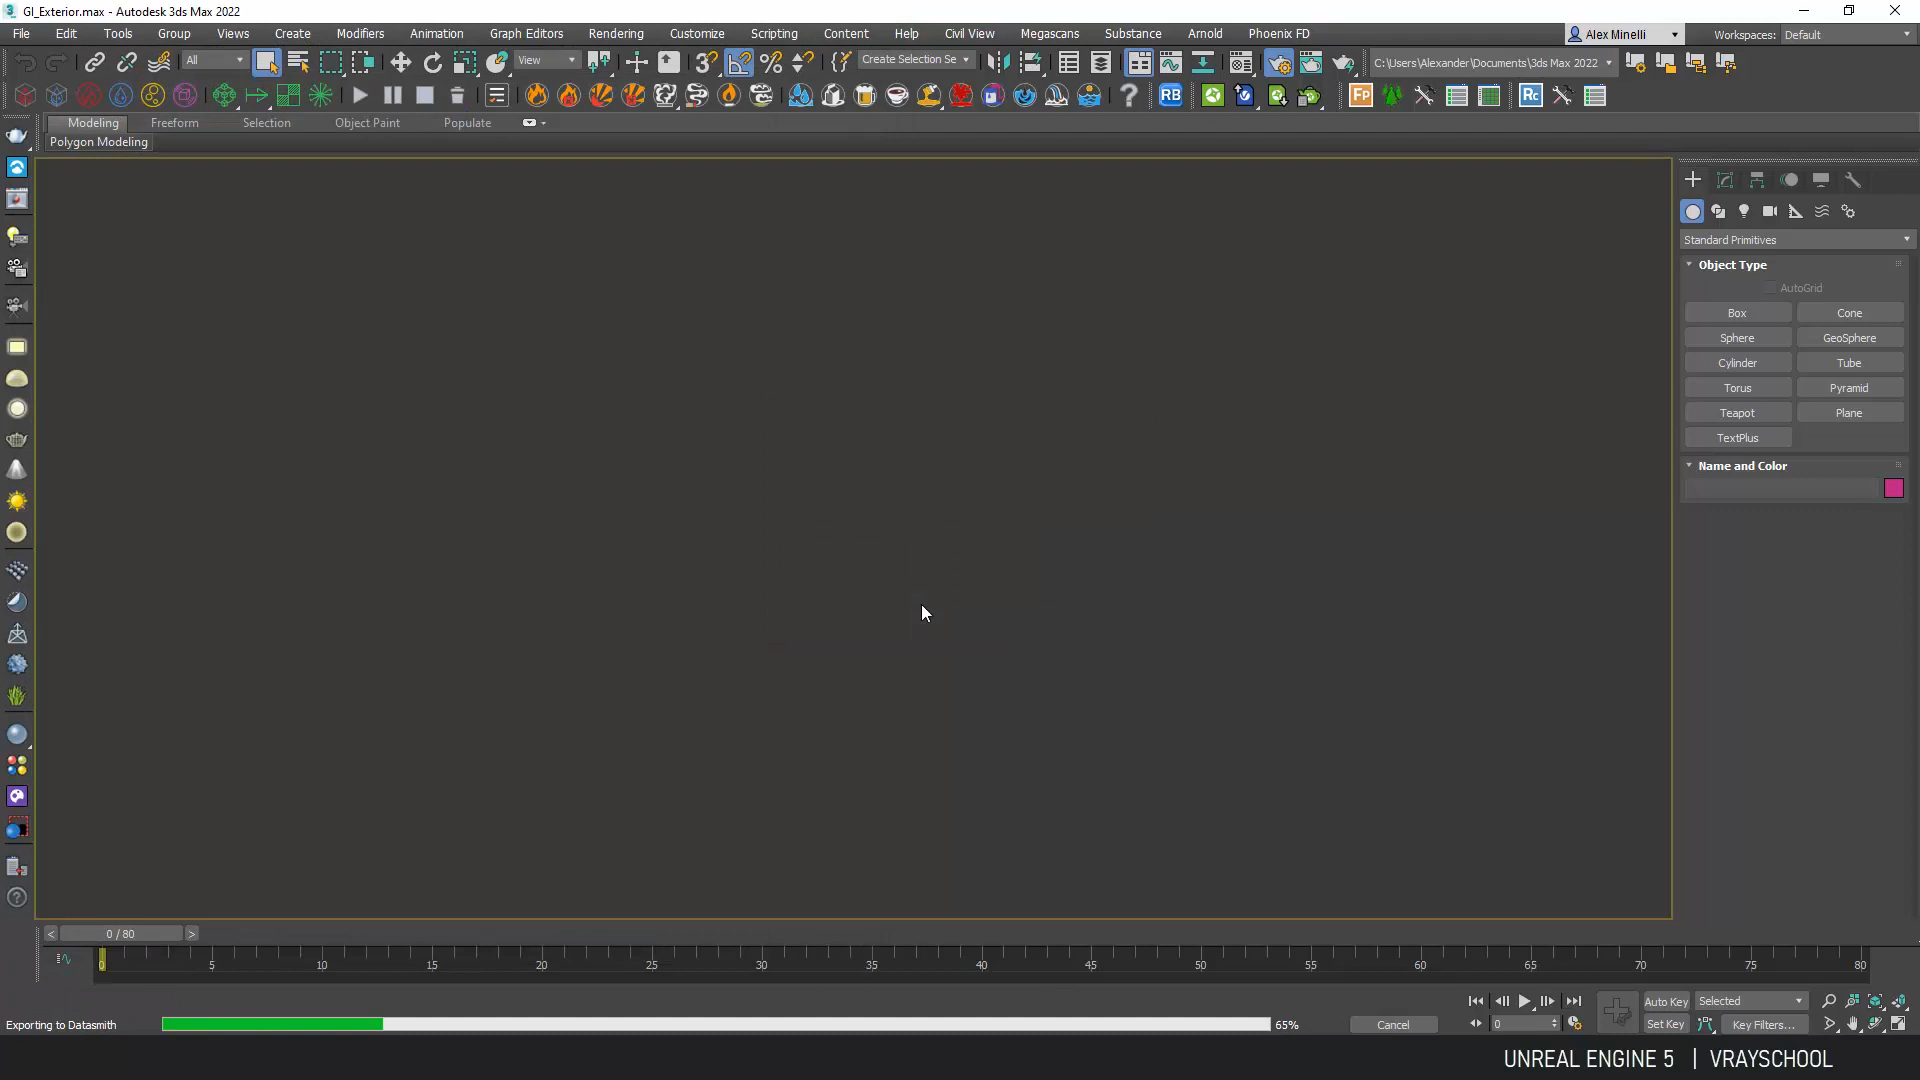 GI_Exterior.max - Autodesk 3ds Max 2022
File Edit Tools Group Views Create Modifiers Animation Graph Editors Rendering Customize Scripting Content Help Civil View Megascans Substance Arnold Phoenix FD Alex Minelli Workspaces: Default
All View Create Selection Se C:\Users\Alexander\Documents\3ds Max 2022
RB Fp Rc
Modeling Freeform Selection Object Paint Populate
Polygon Modeling
Standard Primitives
Object Type
AutoGrid
Box Cone
Sphere GeoSphere
Cylinder Tube
Torus Pyramid
Teapot Plane
TextPlus
Name and Color
< 0 / 80 >
0 5 10 15 20 25 30 35 40 45 50 55 60 65 70 75 80
Auto Key Selected
Exporting to Datasmith 65% Cancel 0 Set Key Key Filters...
UNREAL ENGINE 5 | VRAYSCHOOL